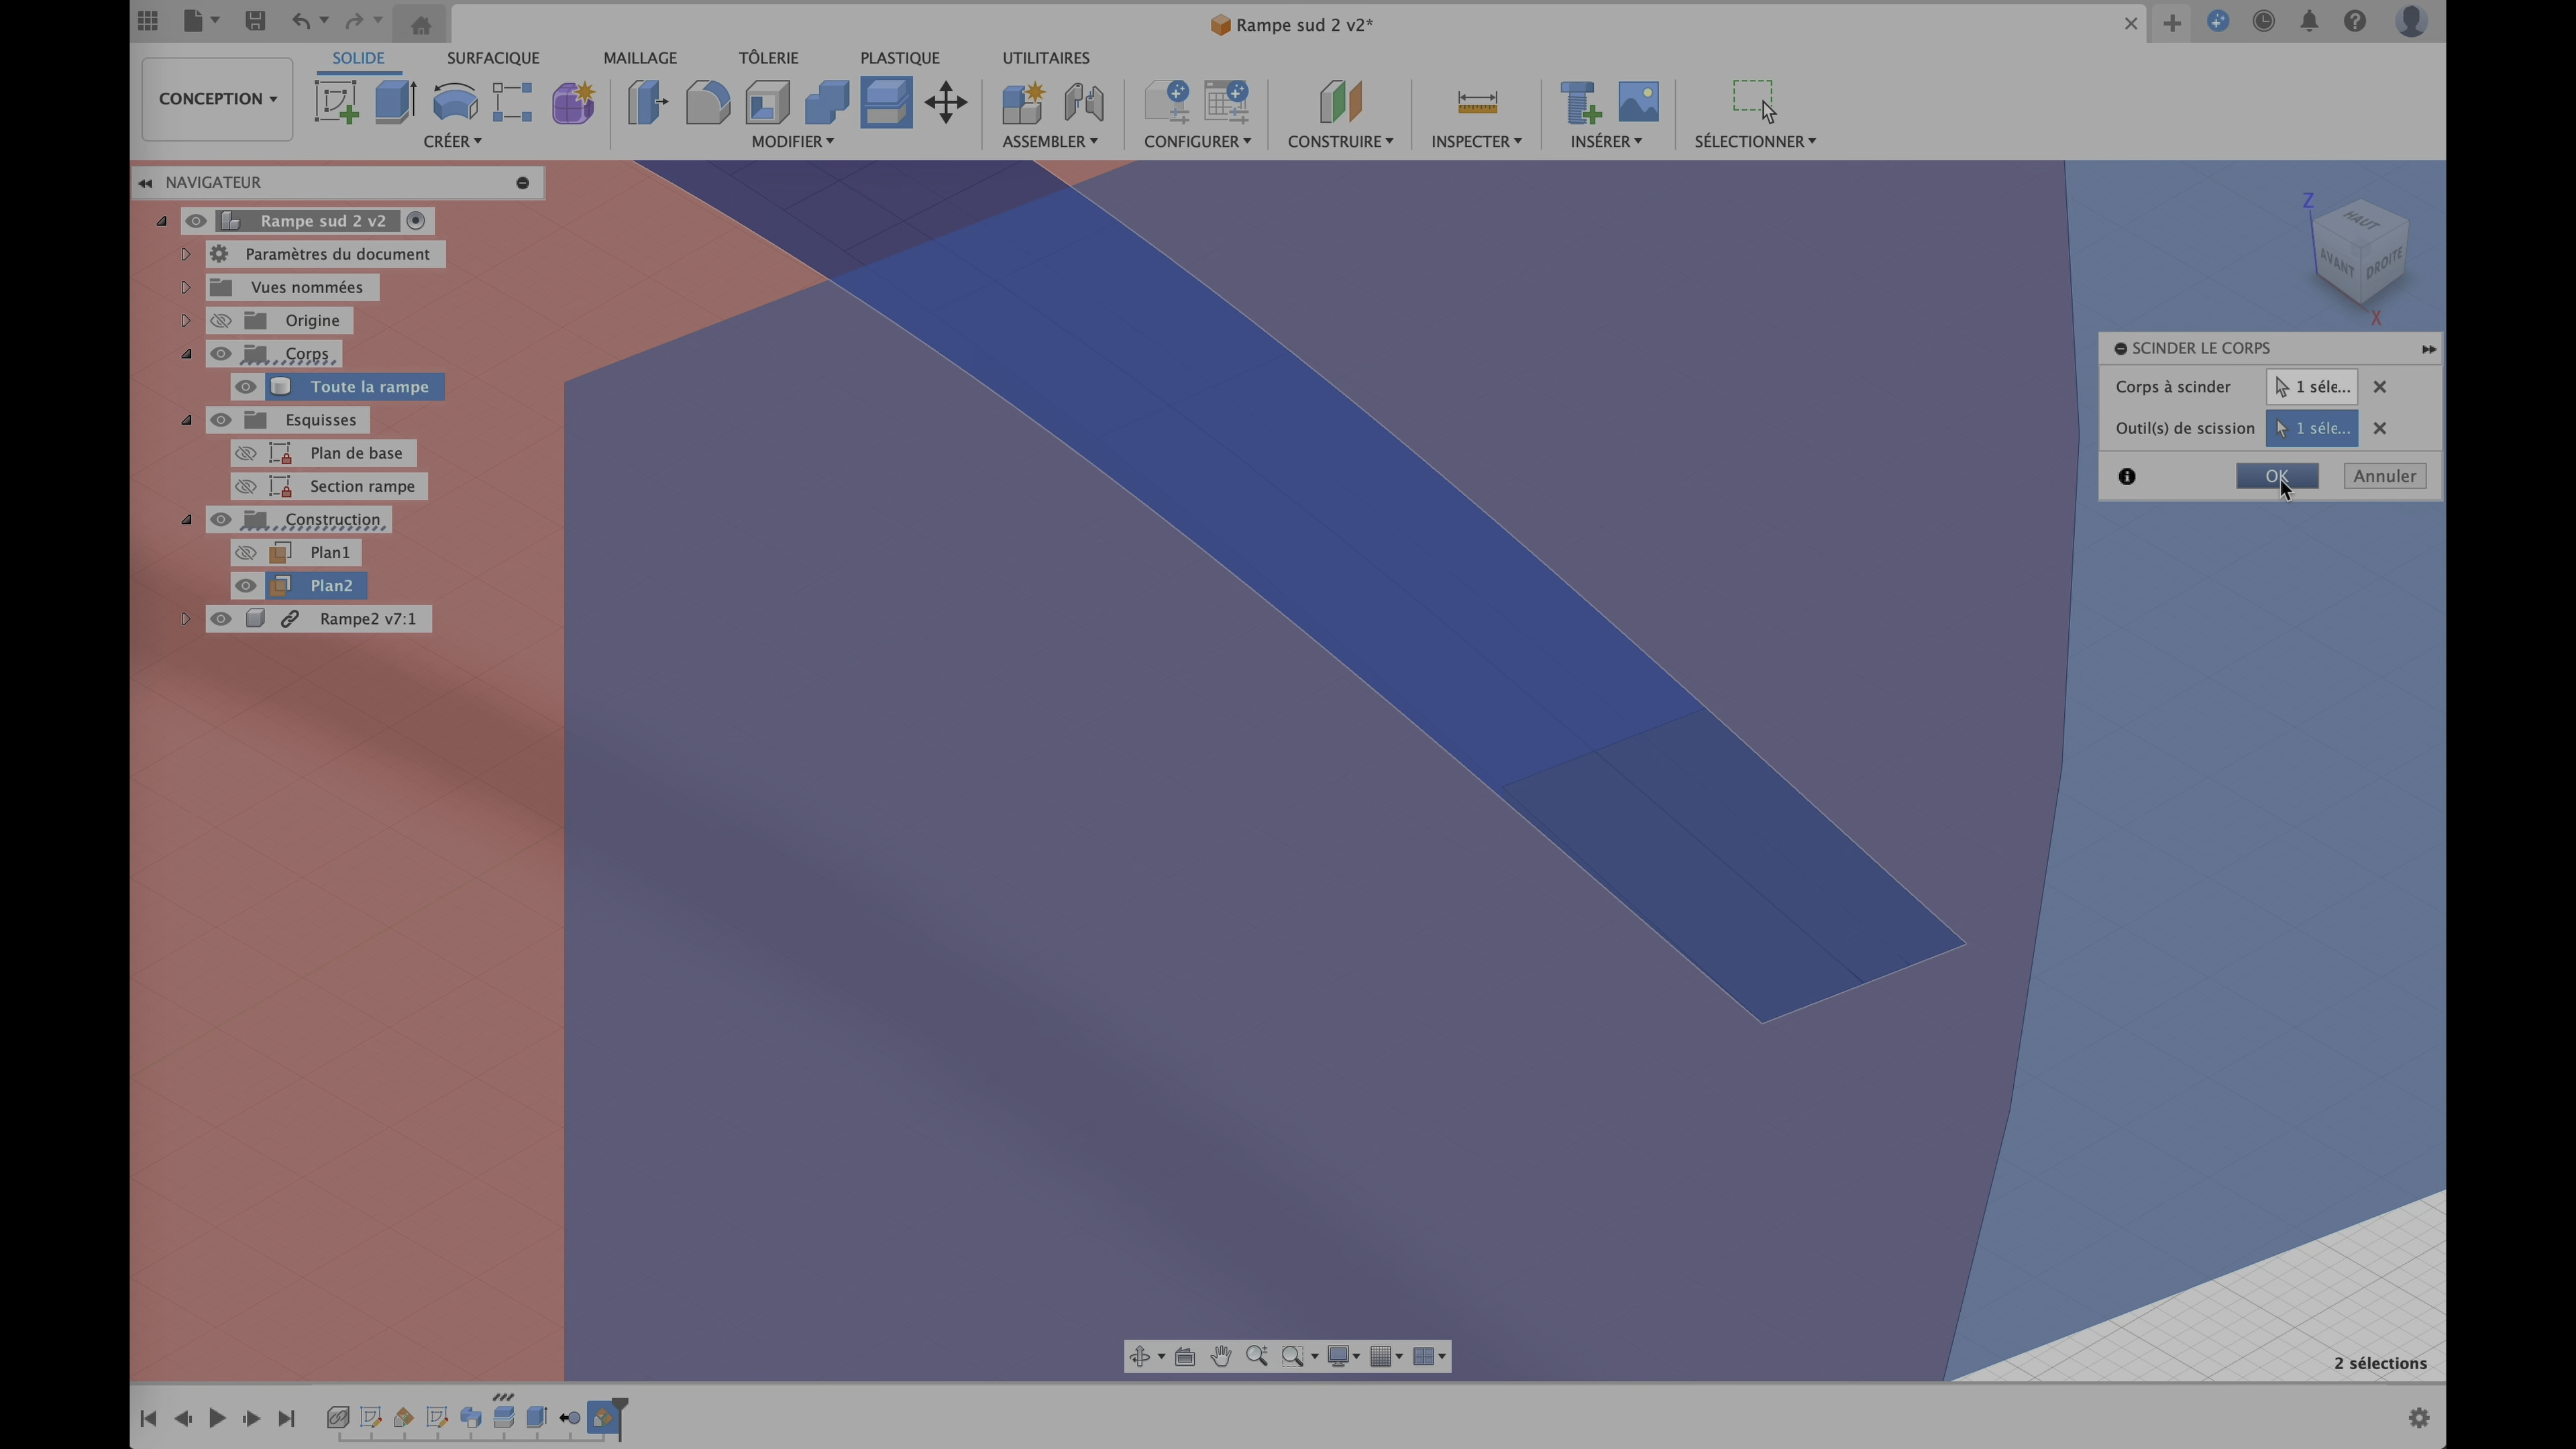 Rampe sud 2 v2*
SOLIDE SURFACIQUE MAILLAGE TÔLERIE PLASTIQUE UTILITAIRES
CONCEPTION
CRÉER MODIFIER ASSEMBLER CONFIGURER CONSTRUIRE INSPECTER INSÉRER SÉLECTIONNER
NAVIGATEUR
Rampe sud 2 v2
Paramètres du document
Vues nommées
Origine
Corps
Toute la rampe
Esquisses
Plan de base
Section rampe
Construction
Plan1
Plan2
Rampe2 v7:1
Z
HAUT
AVANT DROITE
X
SCINDER LE CORPS
Corps à scinder 1 séle...
Outil(s) de scission 1 séle...
OK Annuler
2 sélections